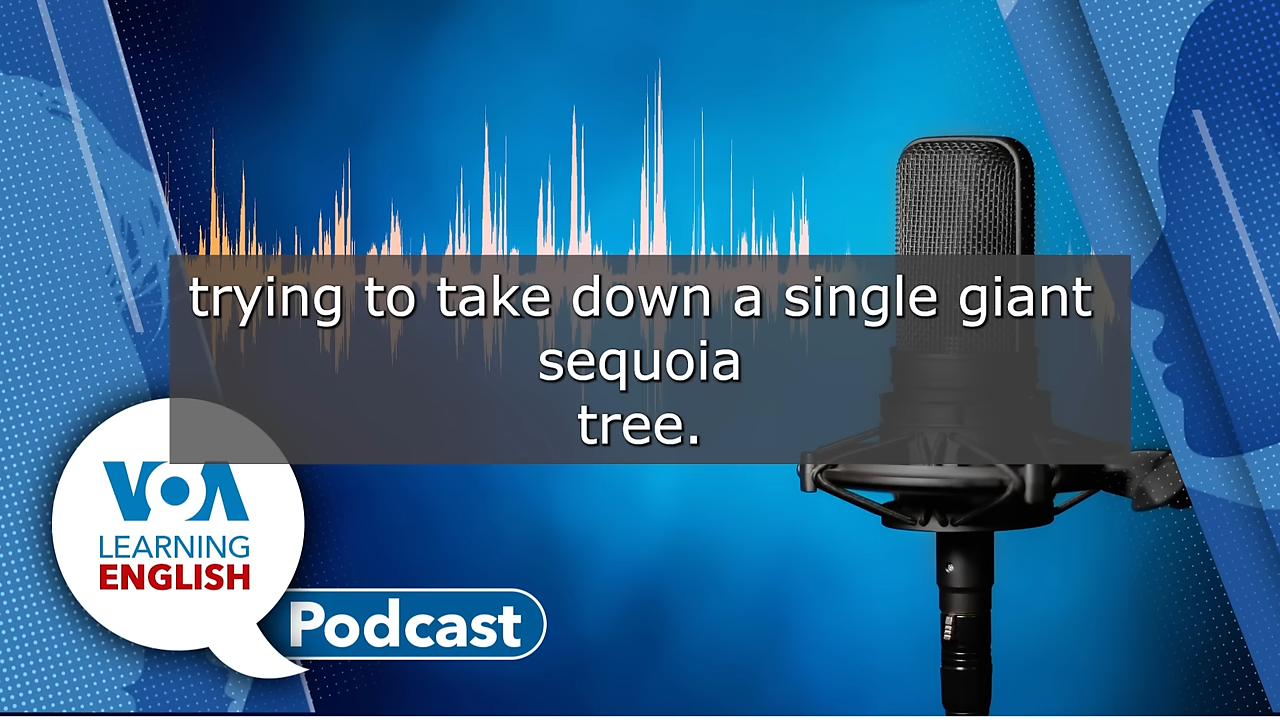 trying to take down a single giant
sequoia
tree.
VOA
LEARNING
ENGLISH
Podcast